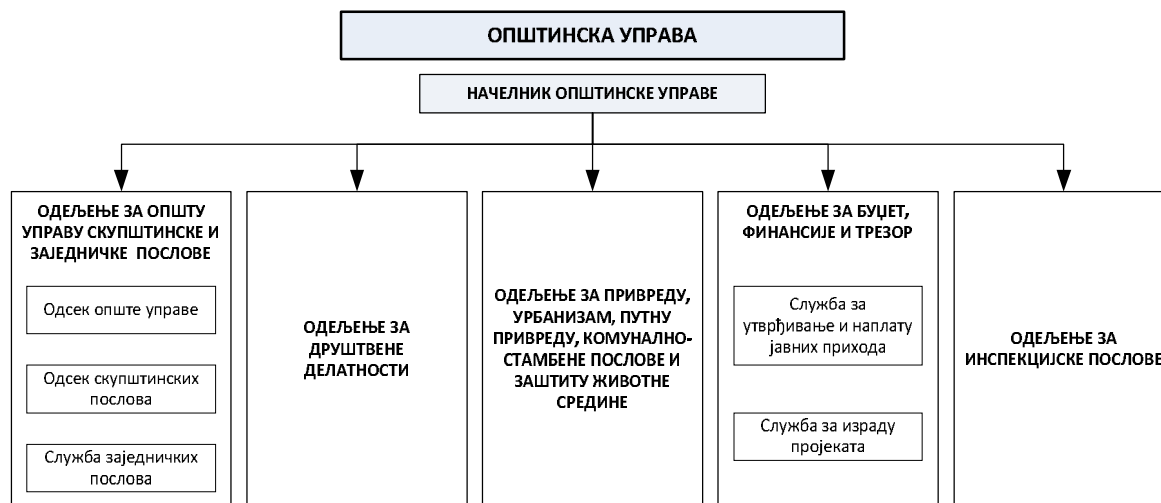 ОПШТИНСКА УПРАВА
НАЧЕЛНИК ОПШТИНСКЕ УПРАВЕ
ОДЕЉЕЊЕ ЗА ОПШТУ
УПРАВУ СКУПШТИНСКЕ И
ЗАЈЕДНИЧКЕ ПОСЛОВЕ
Одсек опште управе
Одсек скупштинских
послова
Служба заједничких
послова
ОДЕЉЕЊЕ ЗА
ДРУШТВЕНЕ
ДЕЛАТНОСТИ
ОДЕЉЕЊЕ ЗА ПРИВРЕДУ,
УРБАНИЗАМ, ПУТНУ
ПРИВРЕДУ, КОМУНАЛНО-
СТАМБЕНЕ ПОСЛОВЕ И
ЗАШТИТУ ЖИВОТНЕ
СРЕДИНЕ
ОДЕЉЕЊЕ ЗА БУЏЕТ,
ФИНАНСИЈЕ И ТРЕЗОР
Служба за
утврђивање и наплату
јавних прихода
Служба за израду
пројеката
ОДЕЉЕЊЕ ЗА
ИНСПЕКЦИЈСКЕ ПОСЛОВЕ